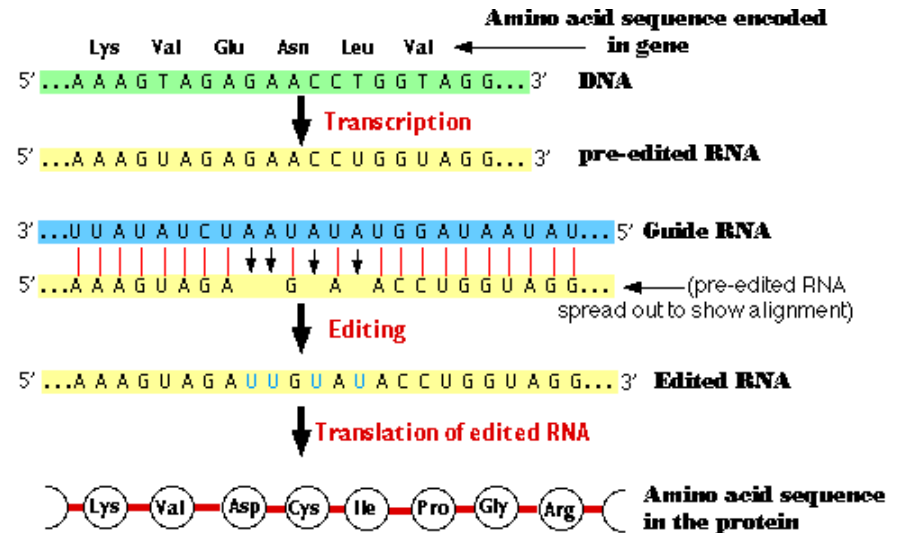 Amino acid sequence encoded
Lys Val Glu Asn Leu Val in gene
5' ...A A A G T A G A G A A C C T G G T A G G...3' DNA
Transcription
5' ...A A A G U A G A G A A C C U G G U A G G... 3' pre-edited RNA
3' ...U U A U A U C U A A U A U A U G G A U A A U A U... 5' Guide RNA
...A A A G U A G A G A A C C U G G U A G G... (pre-edited RNA
5' spread out to show alignment)
Editing
5' ...A A A G U A G A U U G U A U A C C U G G U A G G... 3' Edited RNA
Translation of edited RNA
Lys Val Asp Cys Ile Pro Gly Arg Amino acid sequence
in the protein